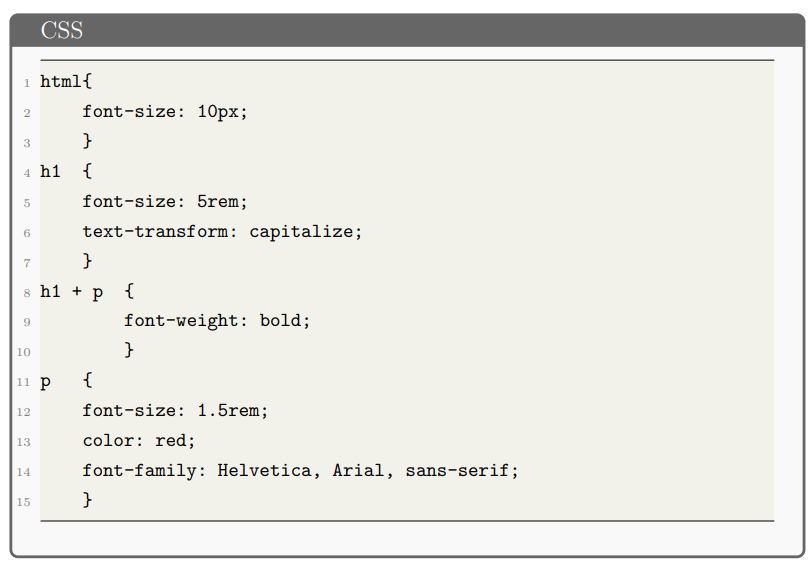 CSS
1 html{
2     font-size: 10px;
3     }
4 h1  {
5     font-size: 5rem;
6     text-transform: capitalize;
7     }
8 h1 + p  {
9         font-weight: bold;
10         }
11 p   {
12     font-size: 1.5rem;
13     color: red;
14     font-family: Helvetica, Arial, sans-serif;
15     }